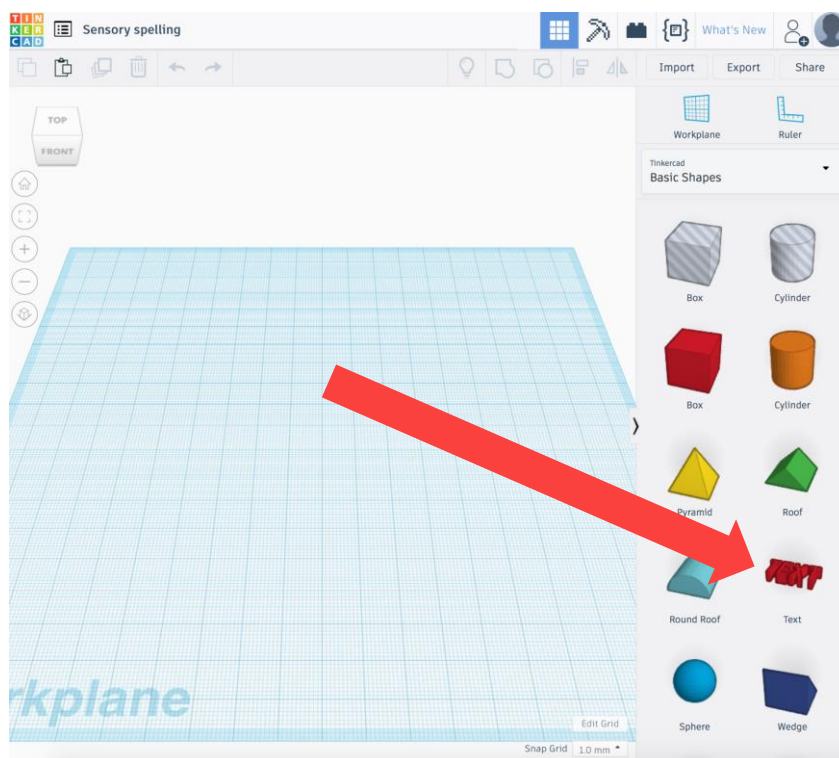 TIN
KER
CAD
Sensory spelling
What's New
Import Export Share
TOP
FRONT
Workplane Ruler
Tinkercad
Basic Shapes
Box Cylinder
Box Cylinder
Pyramid Roof
TEXT
Round Roof Text
Sphere Wedge
rkplane
Edit Grid
Snap Grid 1.0 mm